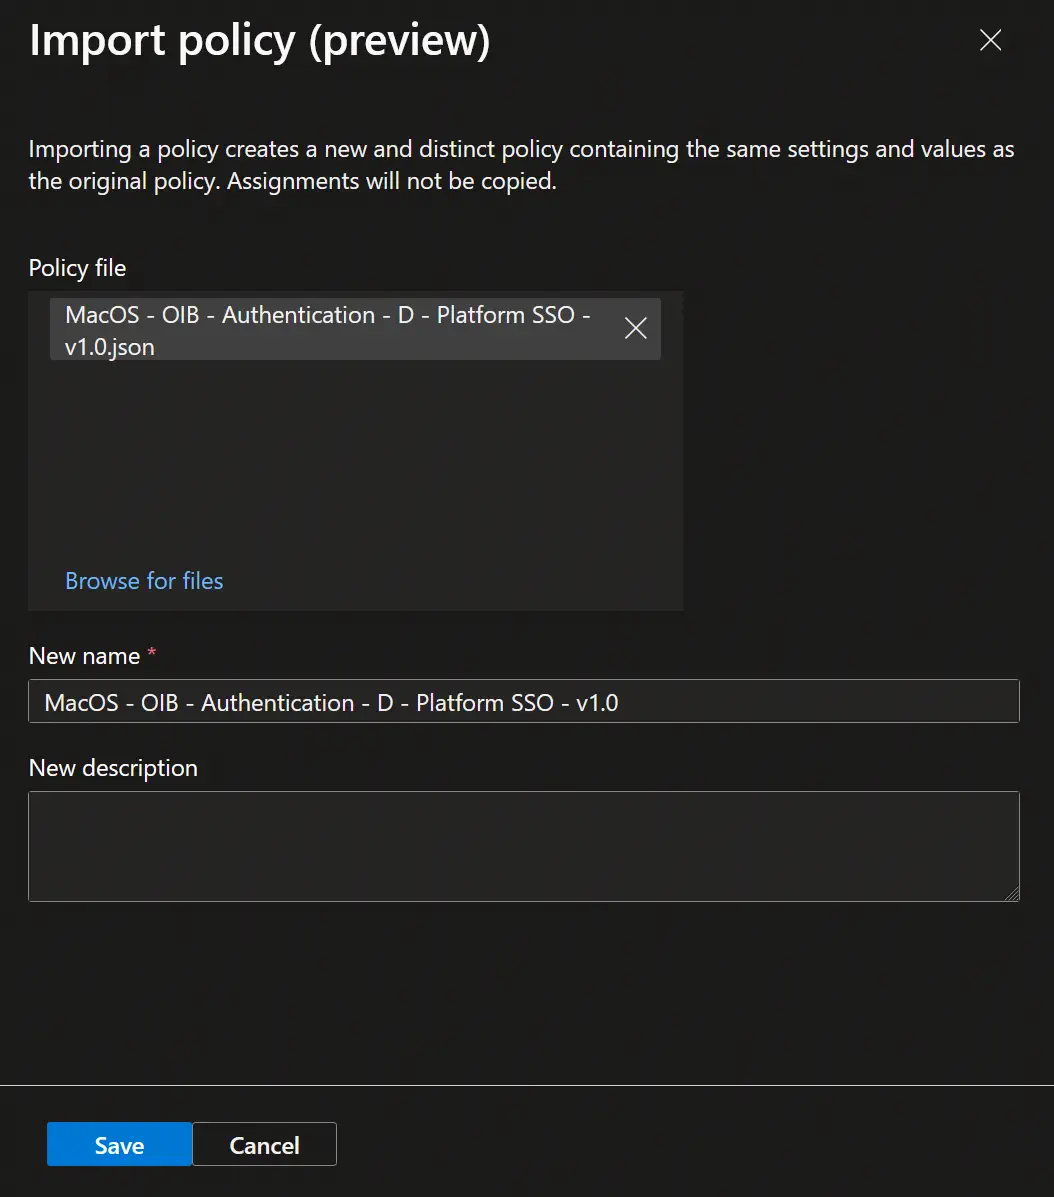 Import policy (preview)
Importing a policy creates a new and distinct policy containing the same settings and values as
the original policy. Assignments will not be copied.
Policy file
MacOS - OIB - Authentication - D - Platform SSO -
v1.0.json
Browse for files
New name *
MacOS - OIB - Authentication - D - Platform SSO - v1.0
New description
Save
Cancel